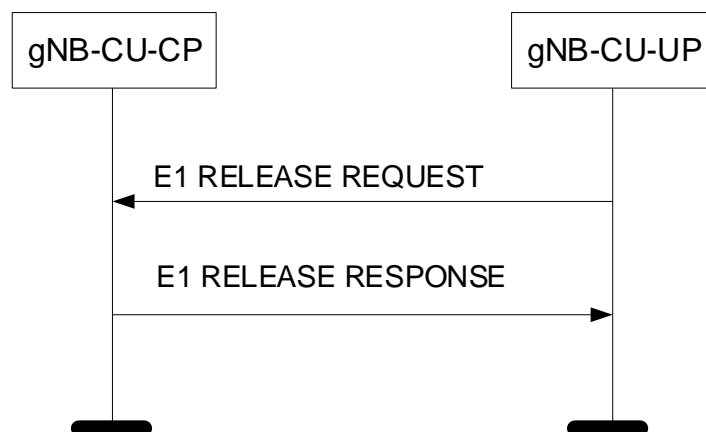 gNB-CU-CP
gNB-CU-UP
E1 RELEASE REQUEST
E1 RELEASE RESPONSE